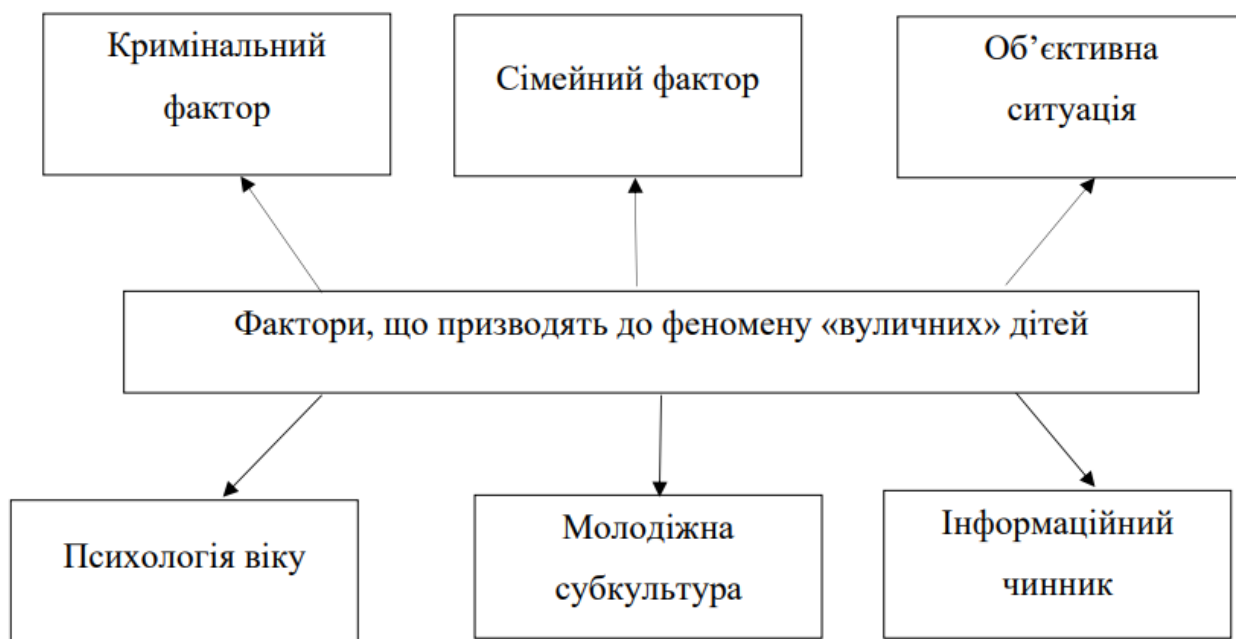 Кримінальний
фактор
Сімейний фактор
Об’єктивна
ситуація
Фактори, що призводять до феномену «вуличних» дітей
Психологія віку
Молодіжна
субкультура
Інформаційний
чинник